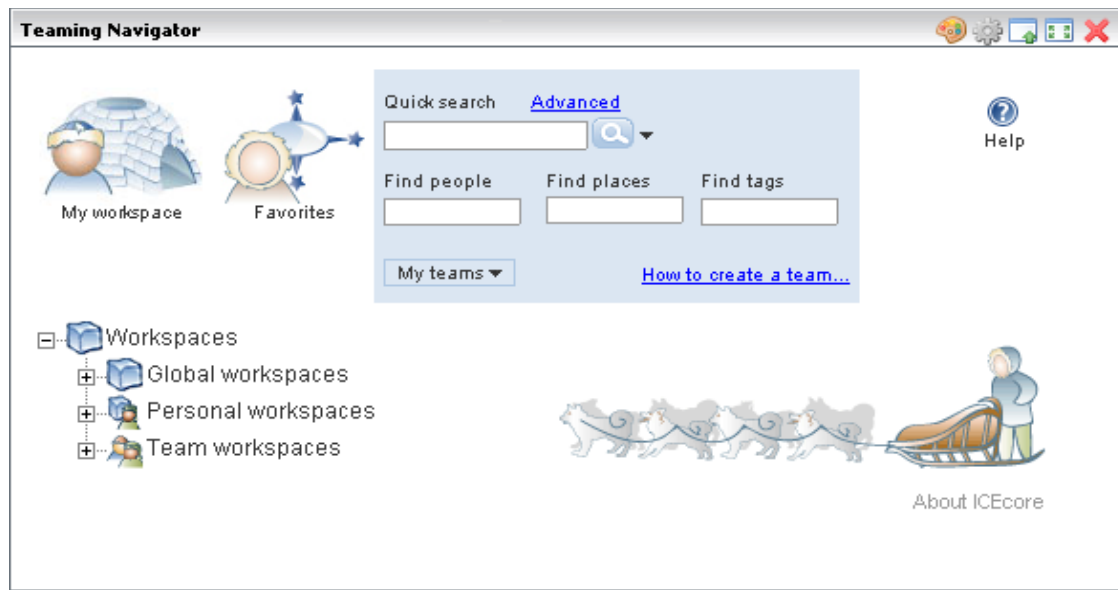 Teaming Navigator
Quick search Advanced
Help
Find people Find places Find tags
My workspace Favorites
My teams How to create a team...
Workspaces
Global workspaces
Personal workspaces
Team workspaces
About ICEcore